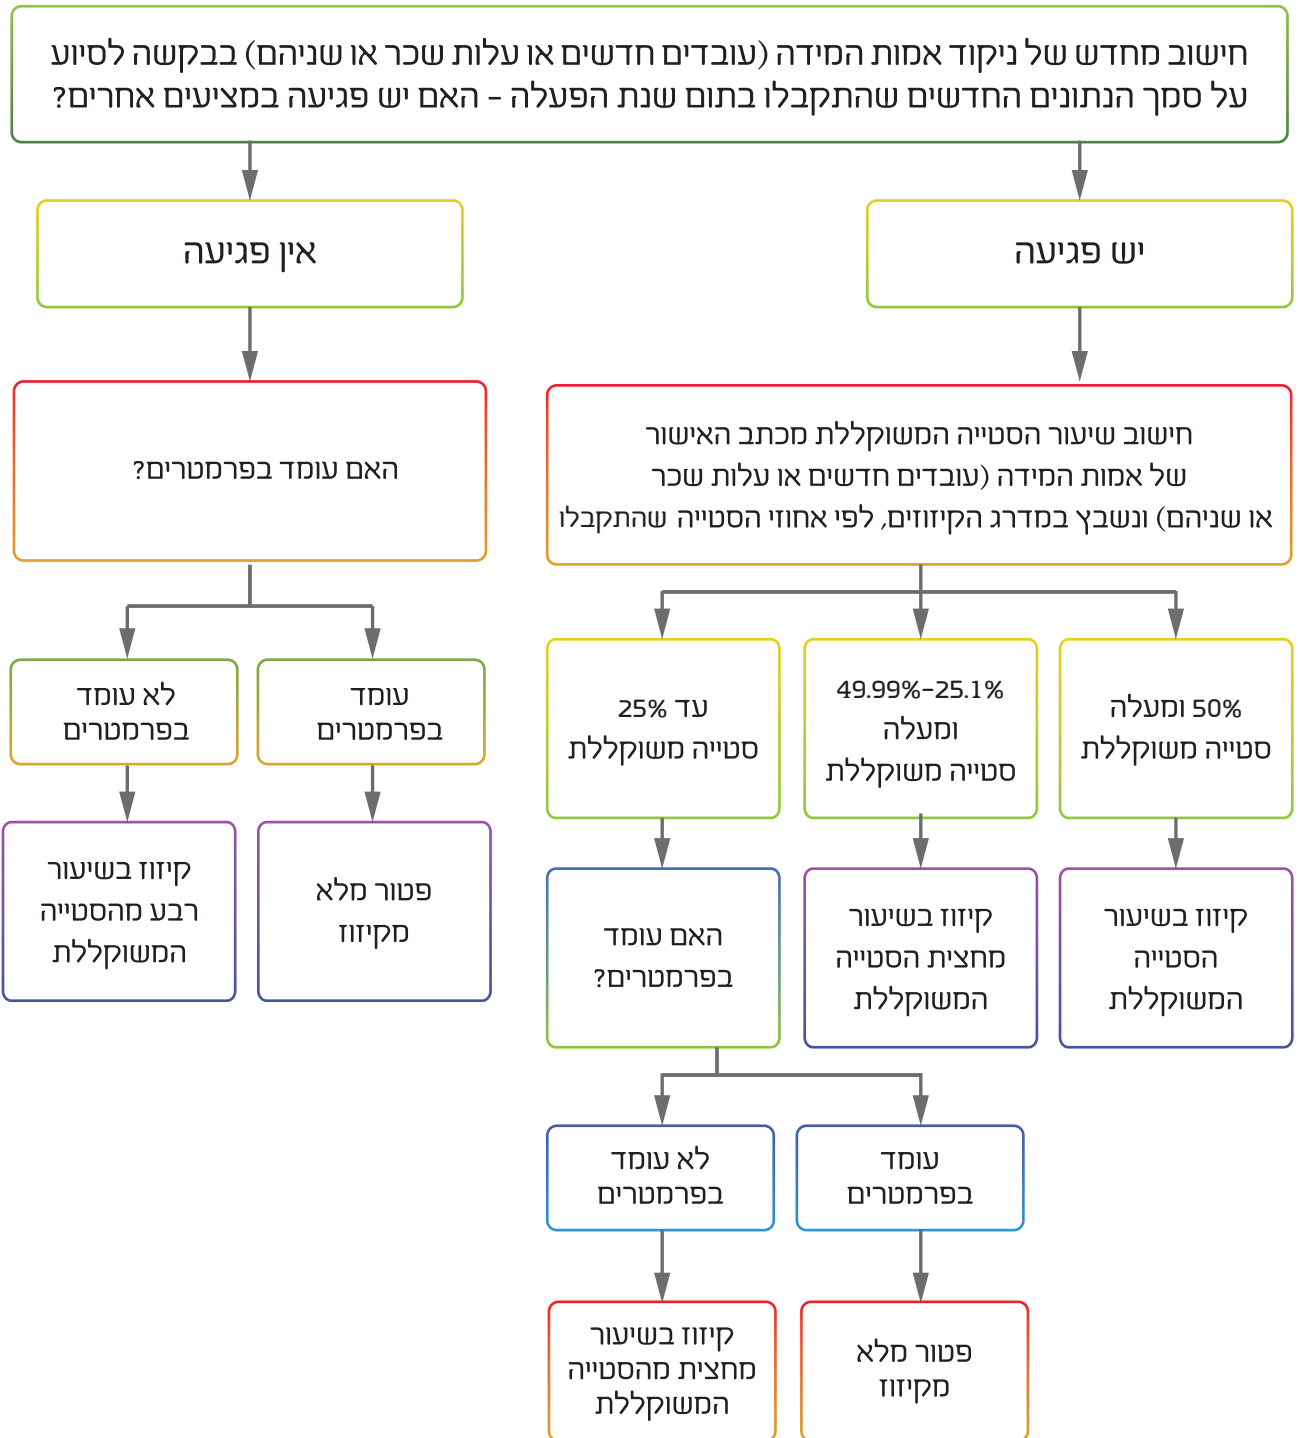 חישוב מחדש של ניקוד אמות המידה (עובדים חדשים או עלות שכר או שניהם) בבקשה לסיוע
על סמך הנתונים החדשים שהתקבלו בתום שנת הפעלה – האם יש פגיעה במציעים אחרים?
יש פגיעה
אין פגיעה
חישוב שיעור הסטייה המשוקללת מכתב האישור
של אמות המידה (עובדים חדשים או עלות שכר
או שניהם) ונשבץ במדרג הקיזוזים, לפי אחוזי הסטייה שהתקבלו
האם עומד בפרמטרים?
50% ומעלה
סטייה משוקללת
49.99%–25.1%
ומעלה
סטייה משוקללת
עד 25%
סטייה משוקללת
עומד
בפרמטרים
לא עומד
בפרמטרים
קיזוז בשיעור
הסטייה
המשוקללת
קיזוז בשיעור
מחצית הסטייה
המשוקללת
האם עומד
בפרמטרים?
פטור מלא
מקיזוז
קיזוז בשיעור
רבע מהסטייה
המשוקללת
עומד
בפרמטרים
לא עומד
בפרמטרים
פטור מלא
מקיזוז
קיזוז בשיעור
מחצית מהסטייה
המשוקללת